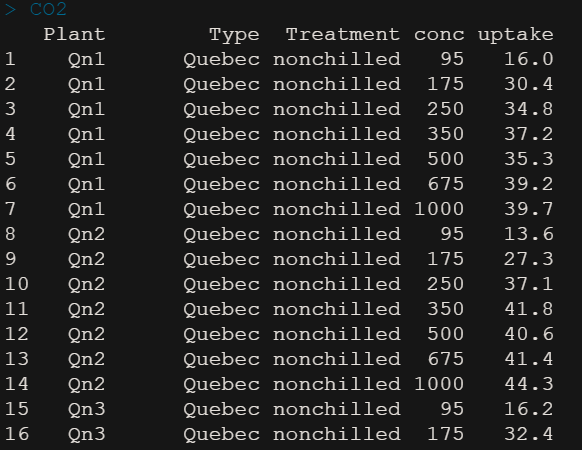 > CO2
Plant Type Treatment conc uptake
1 Qn1 Quebec nonchilled 95 16.0
2 Qn1 Quebec nonchilled 175 30.4
3 Qn1 Quebec nonchilled 250 34.8
4 Qn1 Quebec nonchilled 350 37.2
5 Qn1 Quebec nonchilled 500 35.3
6 Qn1 Quebec nonchilled 675 39.2
7 Qn1 Quebec nonchilled 1000 39.7
8 Qn2 Quebec nonchilled 95 13.6
9 Qn2 Quebec nonchilled 175 27.3
10 Qn2 Quebec nonchilled 250 37.1
11 Qn2 Quebec nonchilled 350 41.8
12 Qn2 Quebec nonchilled 500 40.6
13 Qn2 Quebec nonchilled 675 41.4
14 Qn2 Quebec nonchilled 1000 44.3
15 Qn3 Quebec nonchilled 95 16.2
16 Qn3 Quebec nonchilled 175 32.4